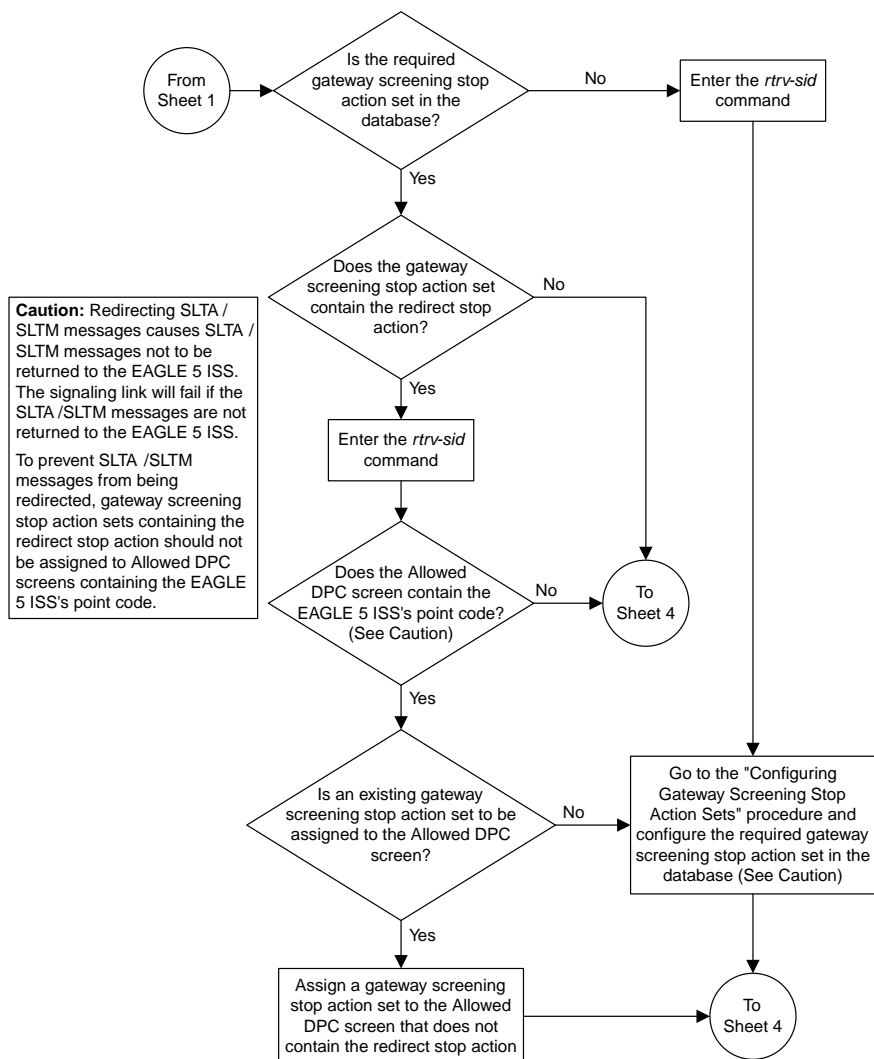 From
Sheet 1
Is the required
gateway screening stop
action set in the
database?
No
Enter the rtrv-sid
command
Yes
Does the gateway
screening stop action set
contain the redirect stop
action?
No
Yes
Caution: Redirecting SLTA /
SLTM messages causes SLTA /
SLTM messages not to be
returned to the EAGLE 5 ISS.
The signaling link will fail if the
SLTA /SLTM messages are not
returned to the EAGLE 5 ISS.
To prevent SLTA /SLTM
messages from being
redirected, gateway screening
stop action sets containing the
redirect stop action should not
be assigned to Allowed DPC
screens containing the EAGLE
5 ISS's point code.
Enter the rtrv-sid
command
Does the Allowed
DPC screen contain the
EAGLE 5 ISS's point code?
(See Caution)
No
To
Sheet 4
Yes
Is an existing gateway
screening stop action set to be
assigned to the Allowed DPC
screen?
No
Go to the "Configuring
Gateway Screening Stop
Action Sets" procedure and
configure the required gateway
screening stop action set in the
database (See Caution)
Yes
Assign a gateway screening
stop action set to the Allowed
DPC screen that does not
contain the redirect stop action
To
Sheet 4